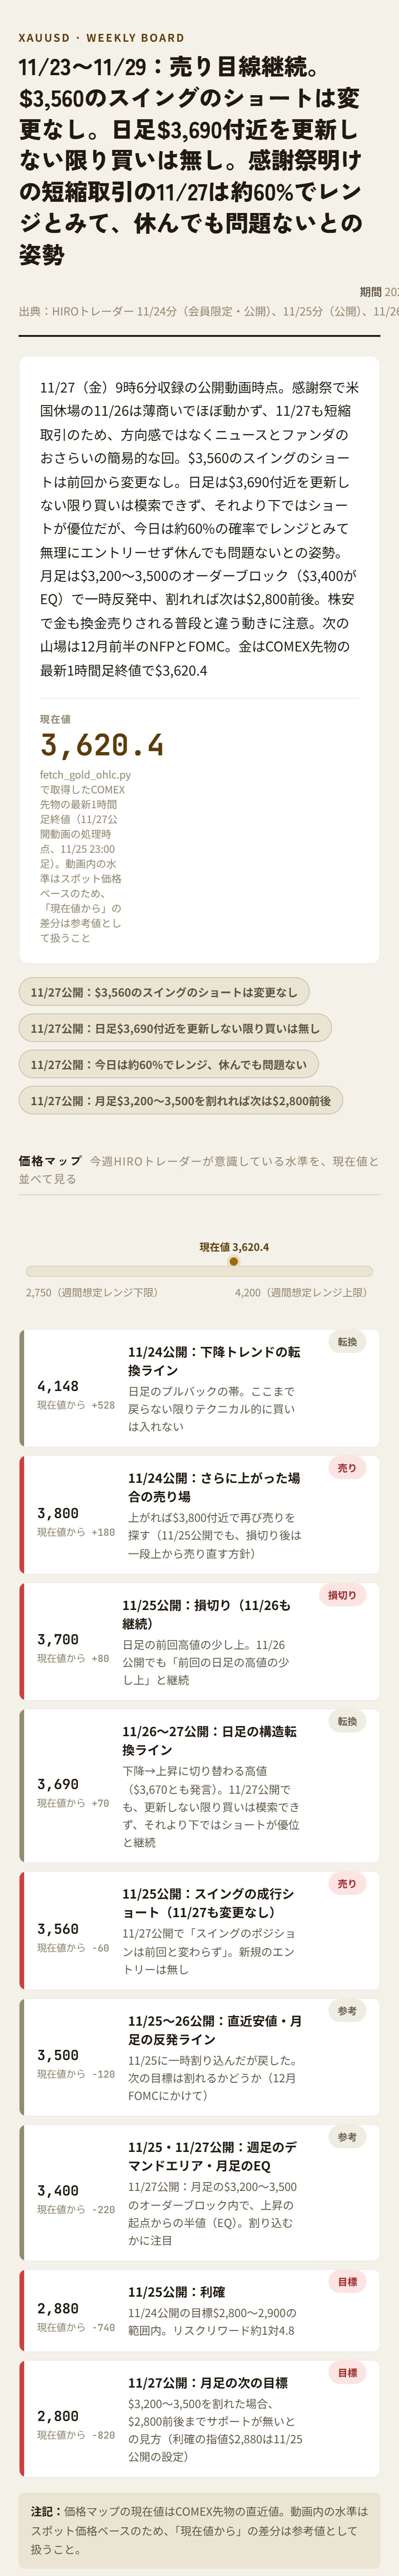 XAUUSD · WEEKLY BOARD
11/23〜11/29：売り目線継続。
$3,560のスイングのショートは変
更なし。日足$3,690付近を更新し
ない限り買いは無し。感謝祭明け
の短縮取引の11/27は約60%でレン
ジとみて、休んでも問題ないとの
姿勢
期間 202
出典：HIROトレーダー 11/24分（会員限定・公開）、11/25分（公開）、11/26
11/27（金）9時6分収録の公開動画時点。感謝祭で米
国休場の11/26は薄商いでほぼ動かず、11/27も短縮
取引のため、方向感ではなくニュースとファンダの
おさらいの簡易的な回。$3,560のスイングのショー
トは前回から変更なし。日足は$3,690付近を更新し
ない限り買いは模索できず、それより下ではショー
トが優位だが、今日は約60%の確率でレンジとみて
無理にエントリーせず休んでも問題ないとの姿勢。
月足は$3,200〜3,500のオーダーブロック（$3,400が
EQ）で一時反発中、割れれば次は$2,800前後。株安
で金も換金売りされる普段と違う動きに注意。次の
山場は12月前半のNFPとFOMC。金はCOMEX先物の
最新1時間足終値で$3,620.4
現在値
3,620.4
fetch_gold_ohlc.py
で取得したCOMEX
先物の最新1時間
足終値（11/27公
開動画の処理時
点、11/25 23:00
足）。動画内の水
準はスポット価格
ベースのため、
「現在値から」の
差分は参考値とし
て扱うこと
11/27公開：$3,560のスイングのショートは変更なし
11/27公開：日足$3,690付近を更新しない限り買いは無し
11/27公開：今日は約60%でレンジ、休んでも問題ない
11/27公開：月足$3,200〜3,500を割れれば次は$2,800前後
価格マップ 今週HIROトレーダーが意識している水準を、現在値と
並べて見る
現在値 3,620.4
2,750（週間想定レンジ下限） 4,200（週間想定レンジ上限）
4,148
現在値から +528
11/24公開：下降トレンドの転
換ライン
日足のプルバックの帯。ここまで
戻らない限りテクニカル的に買い
は入れない
転換
3,800
現在値から +180
11/24公開：さらに上がった場
合の売り場
上がれば$3,800付近で再び売りを
探す（11/25公開でも、損切り後は
一段上から売り直す方針）
売り
3,700
現在値から +80
11/25公開：損切り（11/26も
継続）
日足の前回高値の少し上。11/26
公開でも「前回の日足の高値の少
し上」と継続
損切り
3,690
現在値から +70
11/26〜27公開：日足の構造転
換ライン
下降→上昇に切り替わる高値
（$3,670とも発言）。11/27公開で
も、更新しない限り買いは模索でき
ず、それより下ではショートが優位
と継続
転換
3,560
現在値から -60
11/25公開：スイングの成行シ
ョート（11/27も変更なし）
11/27公開で「スイングのポジショ
ンは前回と変わらず」。新規のエン
トリーは無し
売り
3,500
現在値から -120
11/25〜26公開：直近安値・月
足の反発ライン
11/25に一時割り込んだが戻した。
次の目標は割れるかどうか（12月
FOMCにかけて）
参考
3,400
現在値から -220
11/25・11/27公開：週足のデ
マンドエリア・月足のEQ
11/27公開：月足の$3,200〜3,500
のオーダーブロック内で、上昇の
起点からの半値（EQ）。割り込む
かに注目
参考
2,880
現在値から -740
11/25公開：利確
11/24公開の目標$2,800〜2,900の
範囲内。リスクリワード約1対4.8
目標
2,800
現在値から -820
11/27公開：月足の次の目標
$3,200〜3,500を割れた場合、
$2,800前後までサポートが無いと
の見方（利確の指値$2,880は11/25
公開の設定）
目標
注記：価格マップの現在値はCOMEX先物の直近値。動画内の水準は
スポット価格ベースのため、「現在値から」の差分は参考値として
扱うこと。